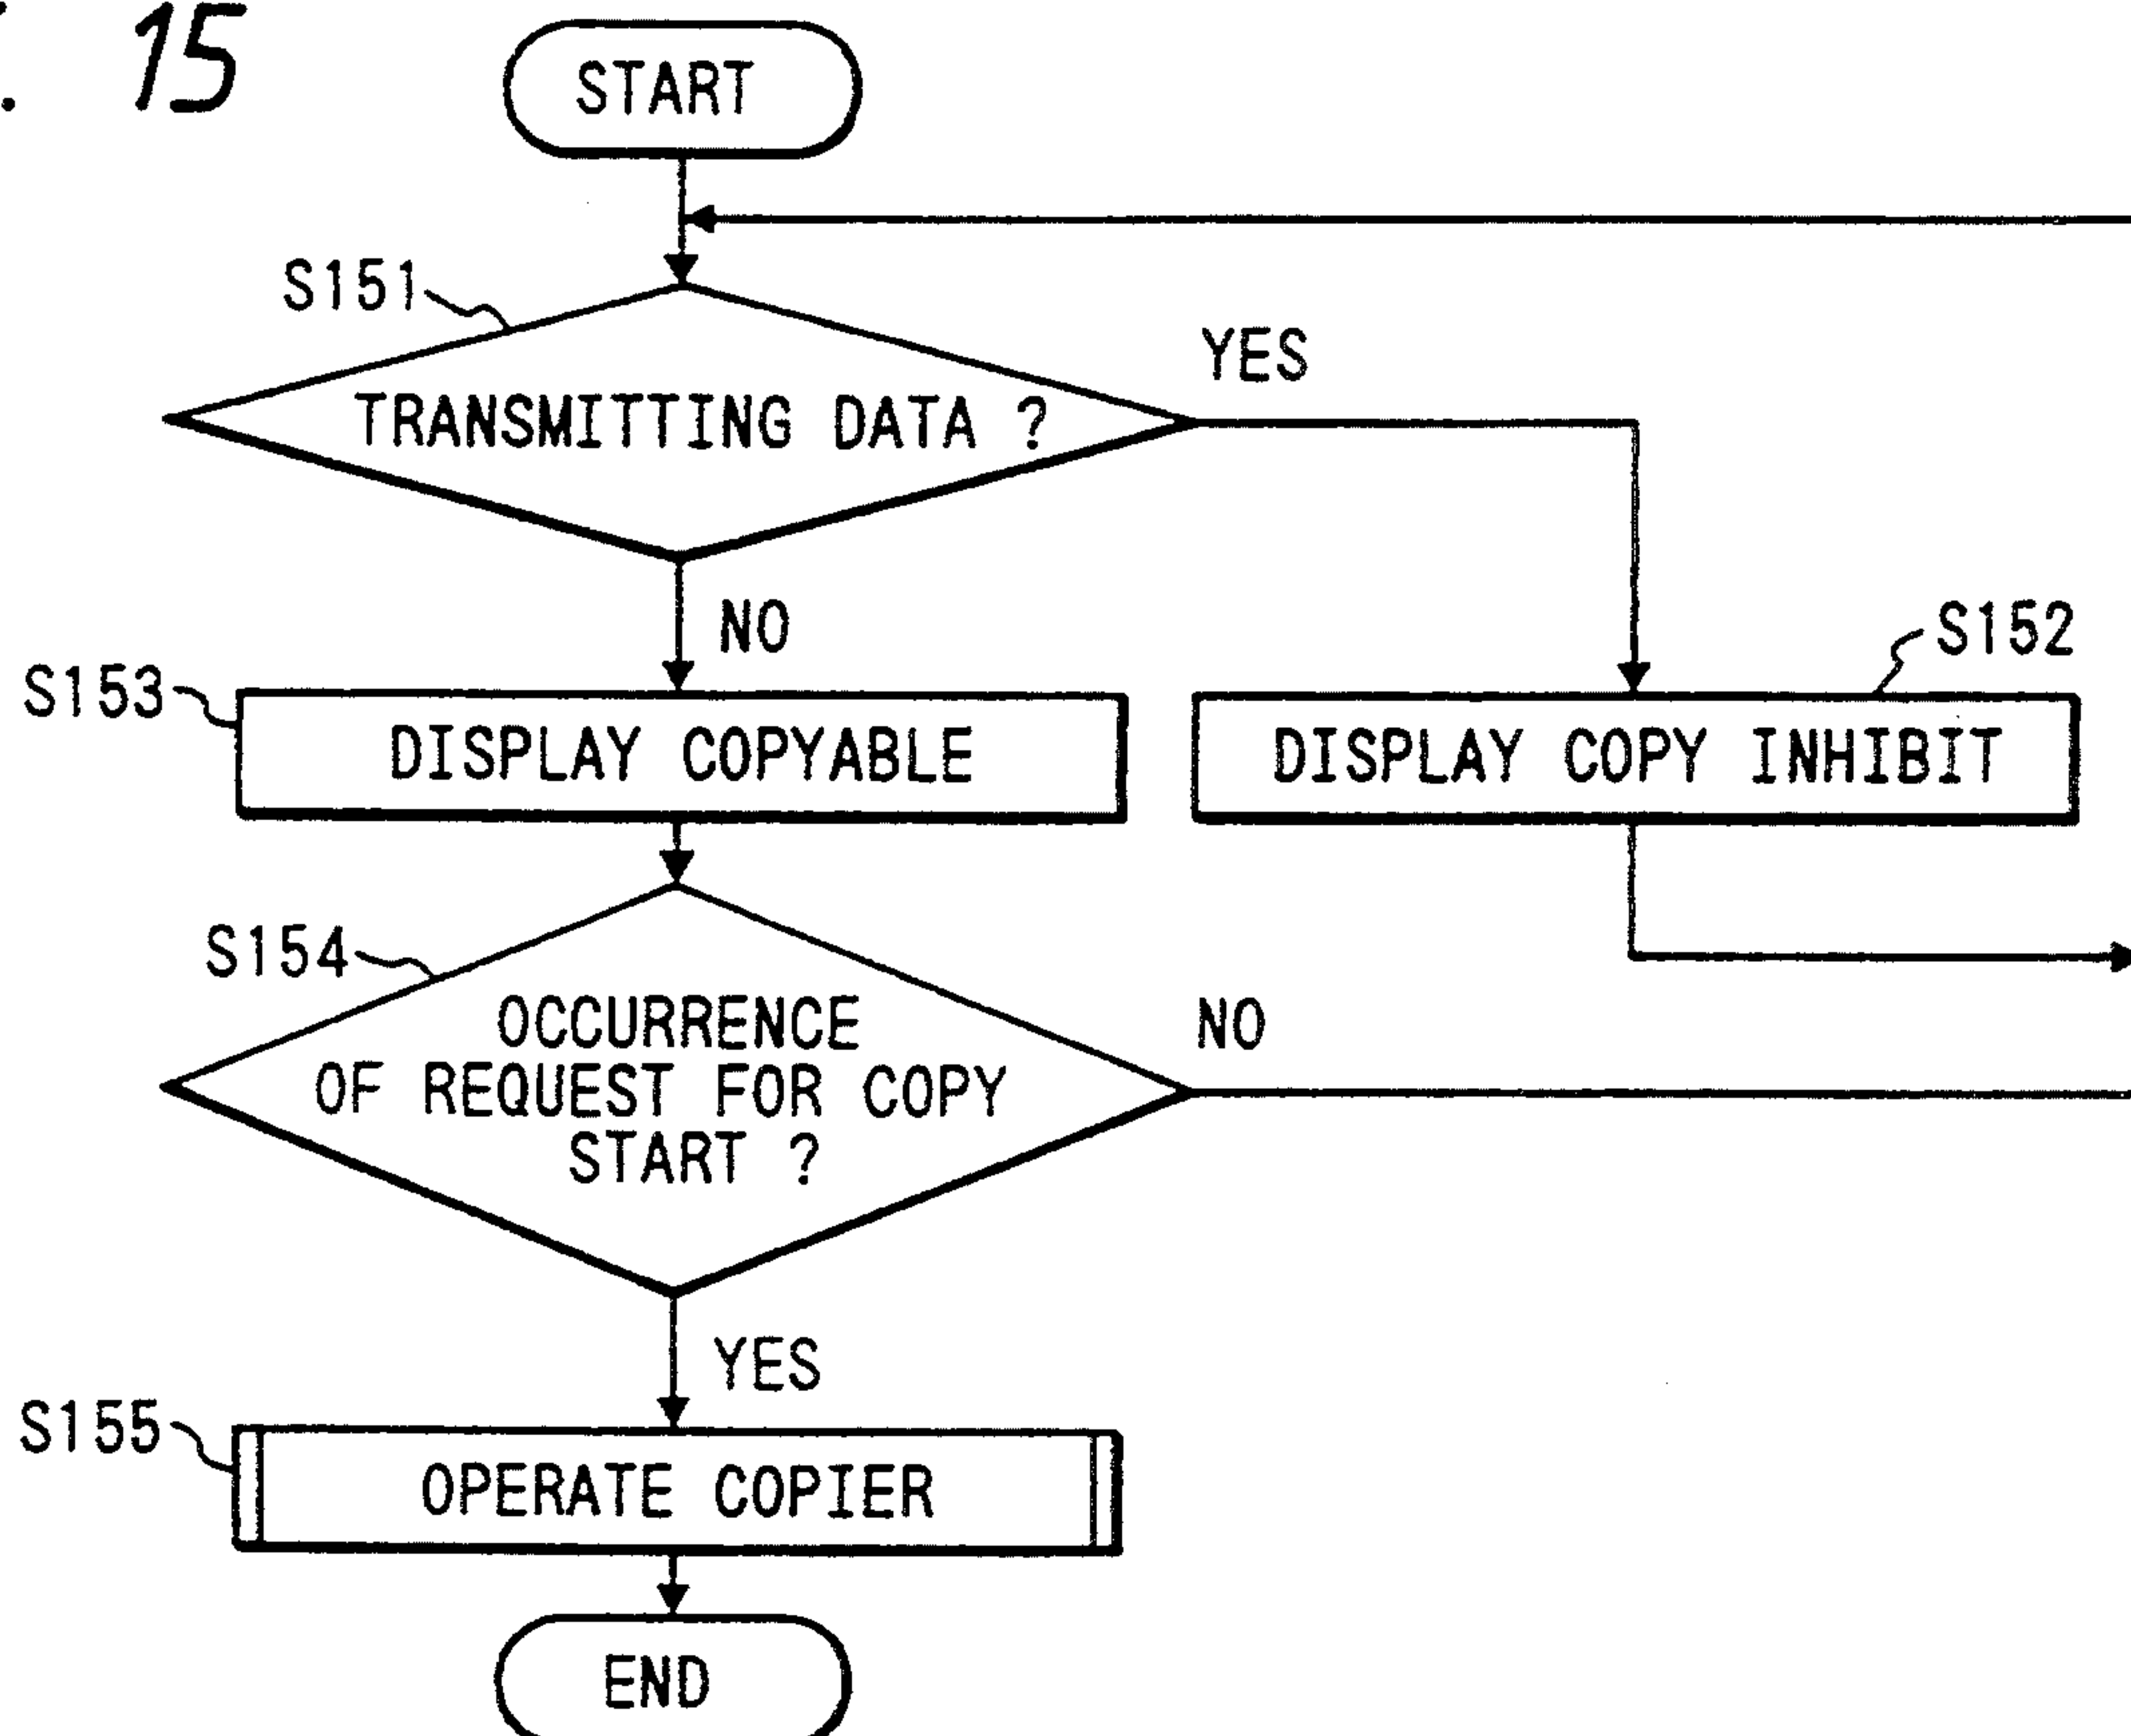 15
START
S151
TRANSMITTING DATA ?
YES
NO
S153
DISPLAY COPYABLE
S152
DISPLAY COPY INHIBIT
S154
OCCURRENCE
OF REQUEST FOR COPY
START ?
NO
YES
S155
OPERATE COPIER
END